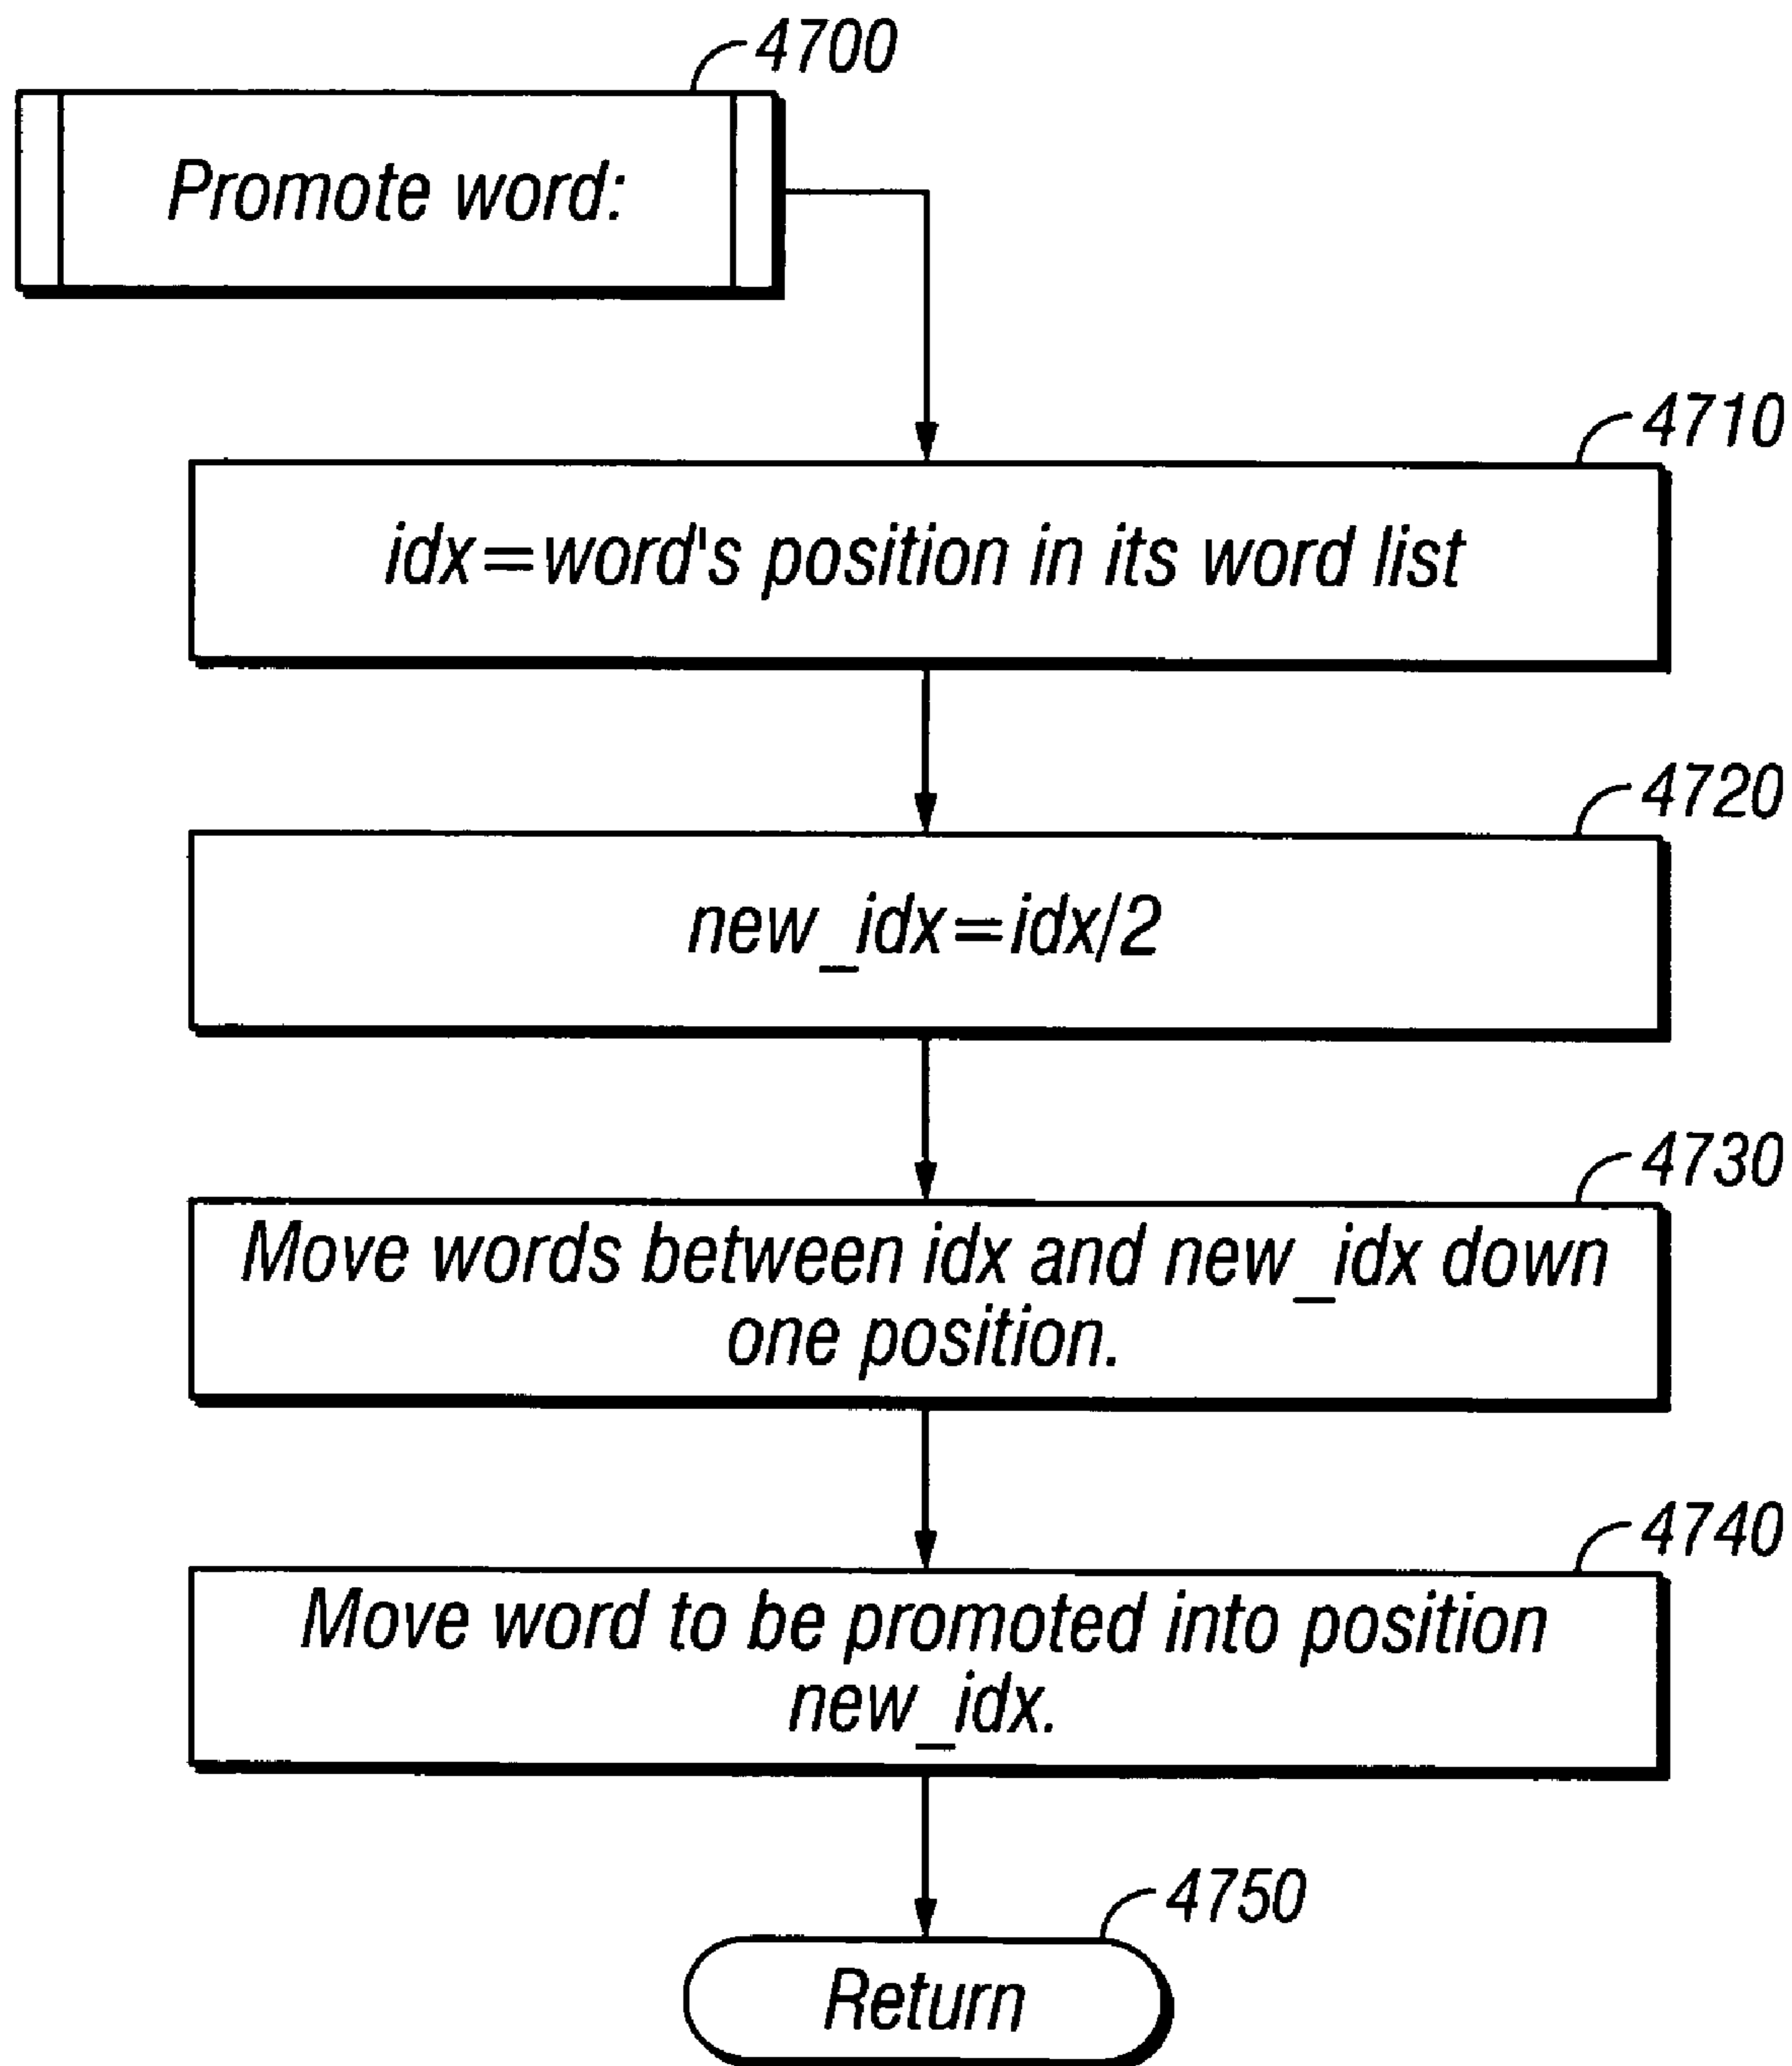 4700
Promote word:
4710
idx=word's position in its word list
4720
new_idx=idx/2
4730
Move words between idx and new_idx down
one position.
4740
Move word to be promoted into position
new_idx.
4750
Return